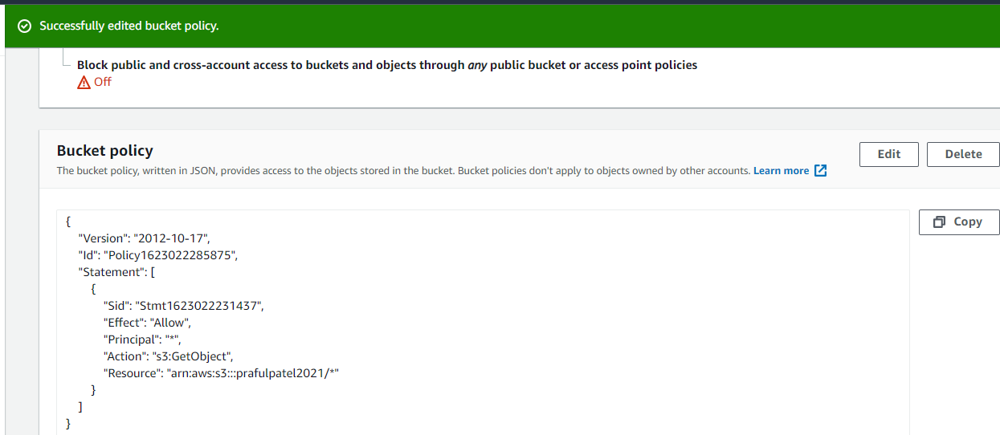 Successfully edited bucket policy.
Block public and cross-account access to buckets and objects through any public bucket or access point policies
Off
Bucket policy
Edit
Delete
The bucket policy, written in JSON, provides access to the objects stored in the bucket. Bucket policies don't apply to objects owned by other accounts. Learn more
Copy
{
"Version": "2012-10-17",
"Id": "Policy1623022285875",
"Statement": [
{
"Sid": "Stmt1623022231437",
"Effect": "Allow",
"Principal": "*",
"Action": "s3:GetObject",
"Resource": "arn:aws:s3:::prafulpatel2021/*"
}
]
}